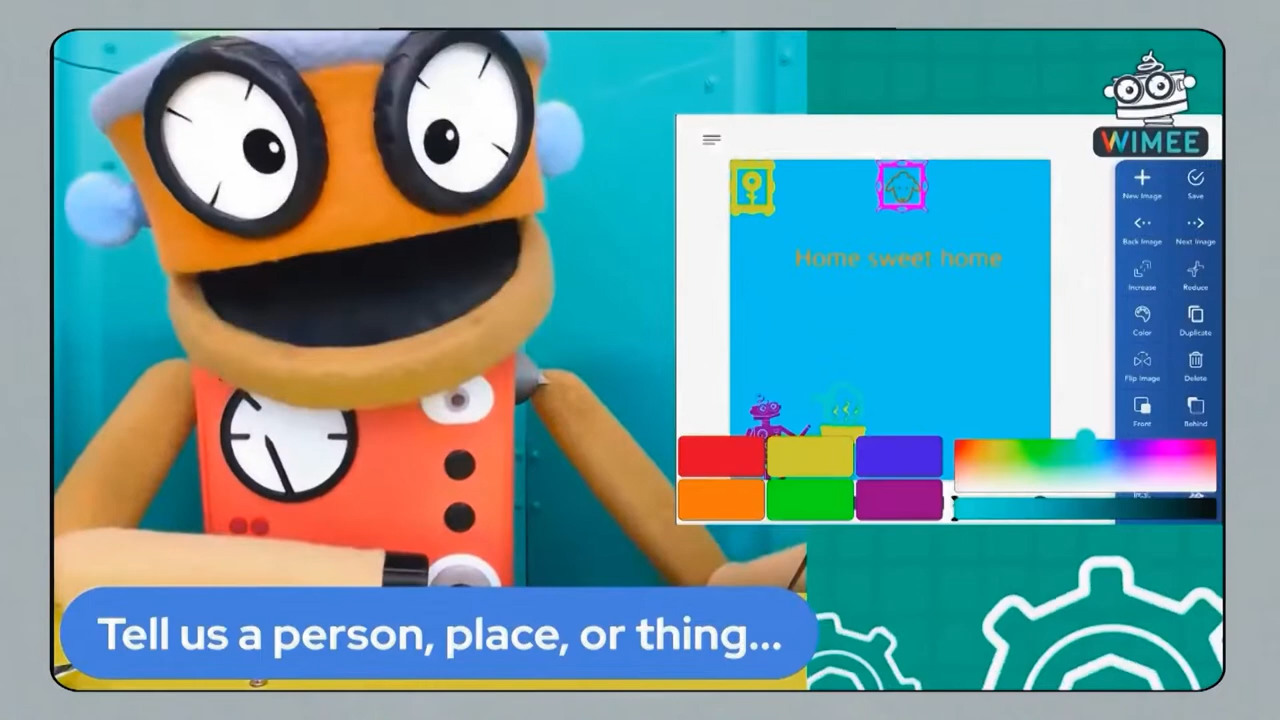 WIMEE
New Image
Save
Back Image
Next Image
Increase
Reduce
Color
Duplicate
Flip Image
Delete
Front
Behind
Home sweet home
Tell us a person, place, or thing...